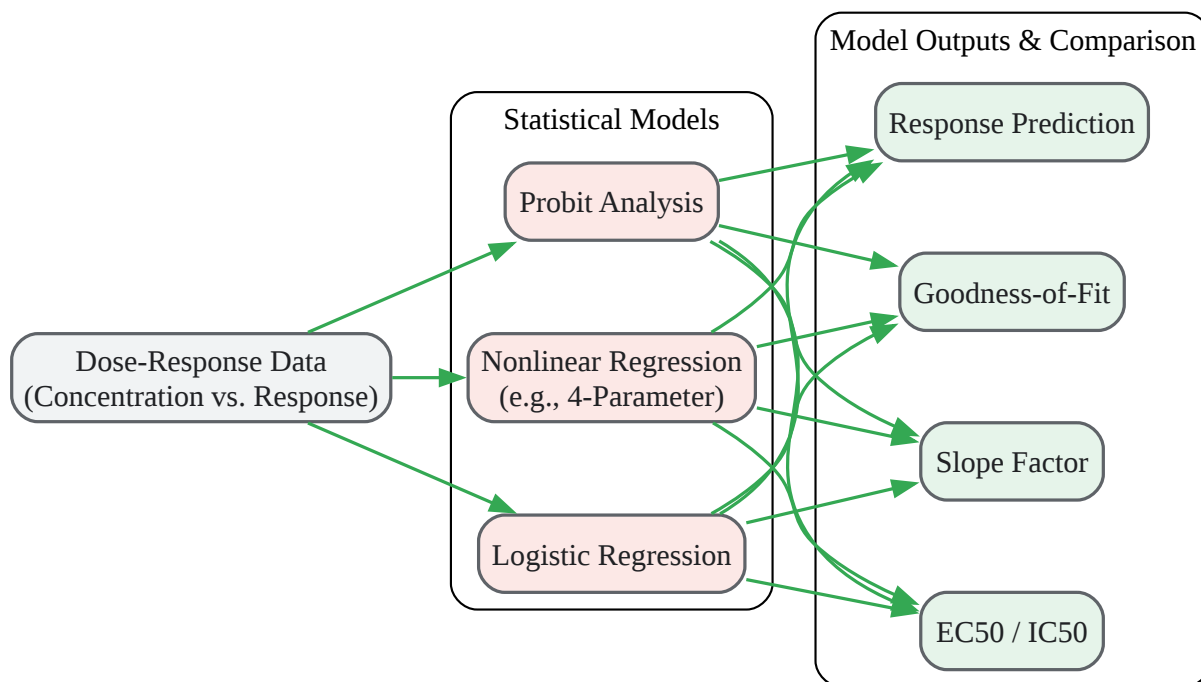 Dose-Response Data
(Concentration vs. Response)
Statistical Models
Probit Analysis
Nonlinear Regression
(e.g., 4-Parameter)
Logistic Regression
Model Outputs & Comparison
Response Prediction
Goodness-of-Fit
Slope Factor
EC50 / IC50